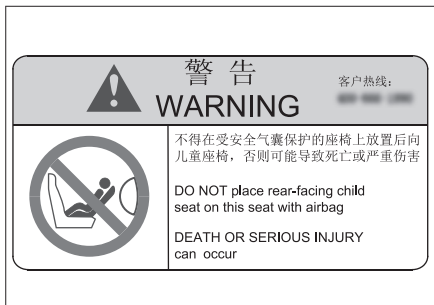 警告
客户热线:
WARNING
不得在受安全气囊保护的座椅上放置后向
儿童座椅，否则可能导致死亡或严重伤害
DO NOT place rear-facing child
seat on this seat with airbag
DEATH OR SERIOUS INJURY
can occur